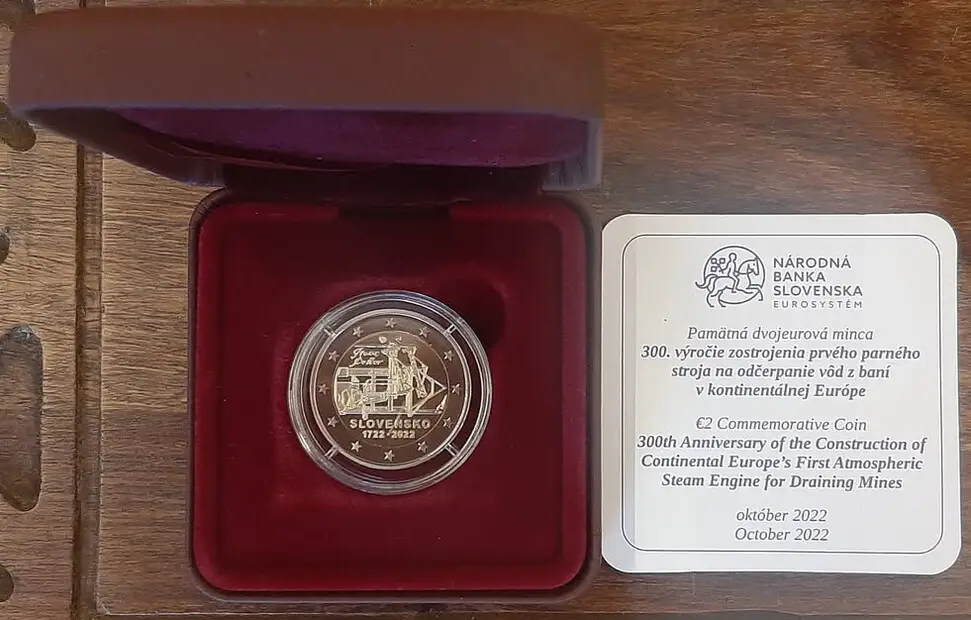 Isaac
Potter
SLOVENSKO
1722 - 2022
NÁRODNÁ
BANKA
SLOVENSKA
EUROSYSTÉM
Pamätná dvojeurová minca
300. výročie zostrojenia prvého parného
stroja na odčerpanie vôd z baní
v kontinentálnej Európe
€2 Commemorative Coin
300th Anniversary of the Construction of
Continental Europe's First Atmospheric
Steam Engine for Draining Mines
október 2022
October 2022